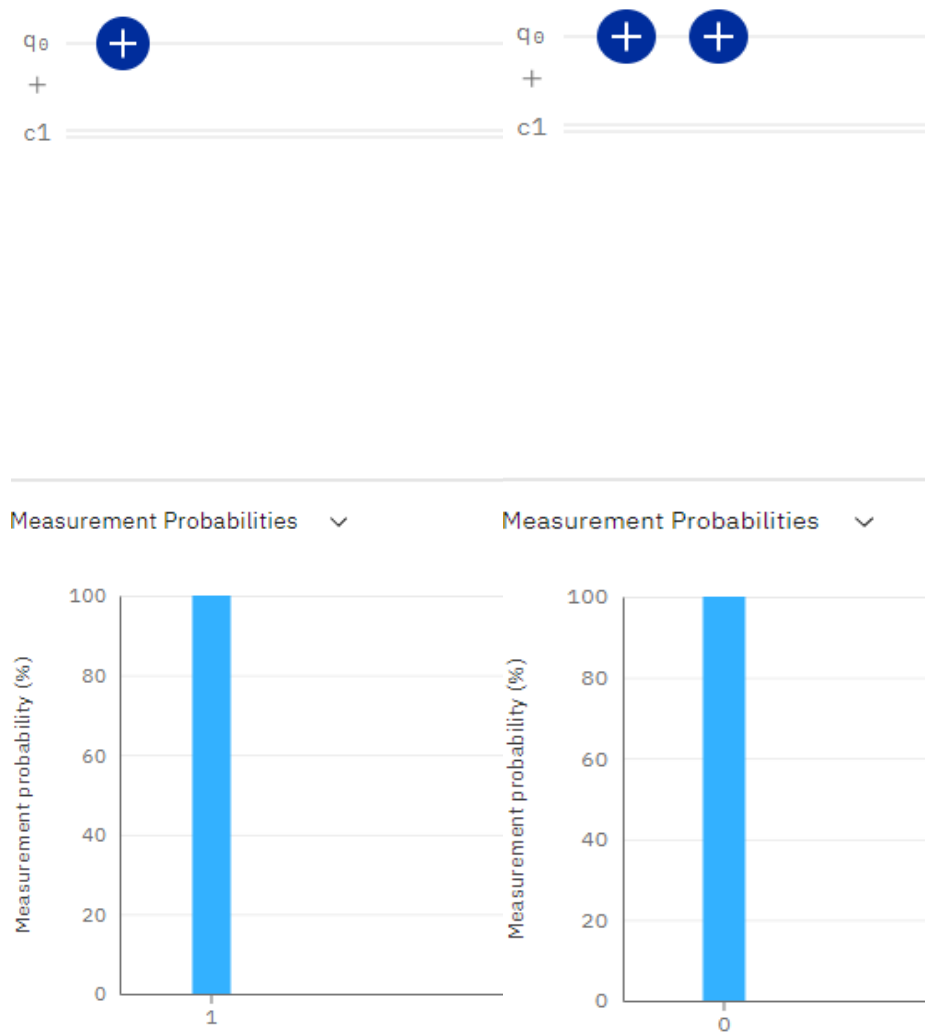 q0
+
c1
Measurement Probabilities
Measurement probability (%)
100
80
60
40
20
0
1
q0
+
c1
Measurement Probabilities
Measurement probability (%)
100
80
60
40
20
0
0